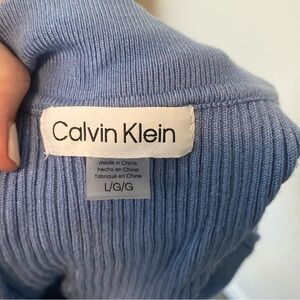 Calvin Klein
made in China
hecho en China
fabriqué en Chine
L/G/G